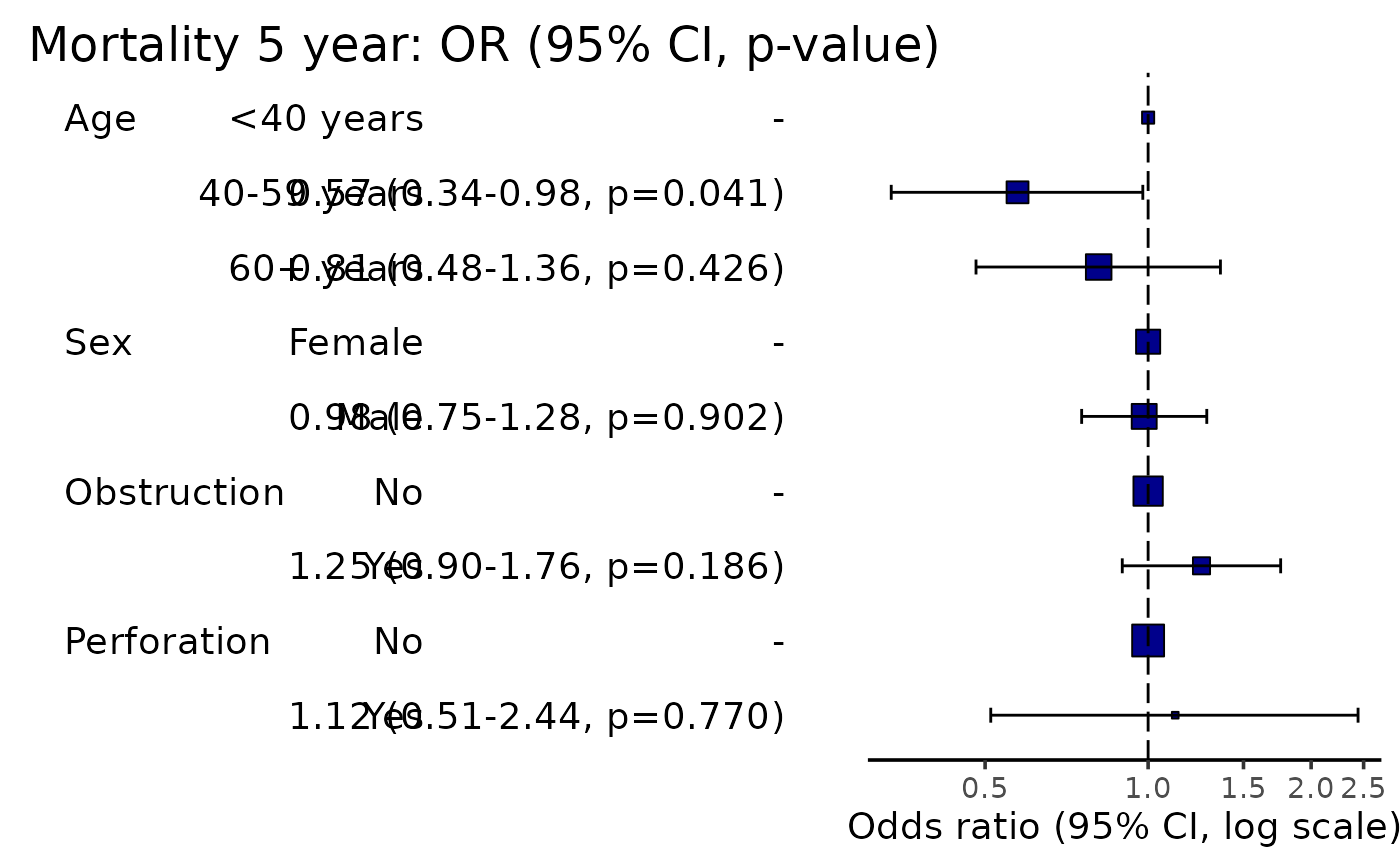 Mortality 5 year: OR (95% CI, p-value)
Age <40 years -
40-59 years 0.57 (0.34-0.98, p=0.041)
60+ years 0.81 (0.48-1.36, p=0.426)
Sex Female -
Male 0.98 (0.75-1.28, p=0.902)
Obstruction No -
Yes 1.25 (0.90-1.76, p=0.186)
Perforation No -
Yes 1.12 (0.51-2.44, p=0.770)
0.5 1.0 1.5 2.0 2.5
Odds ratio (95% CI, log scale)